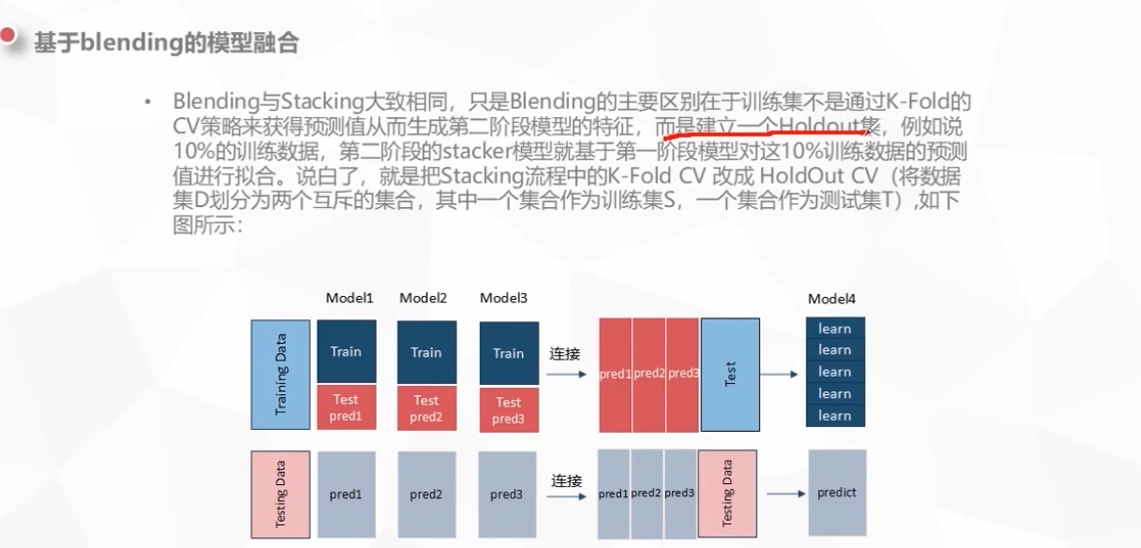 基于blending的模型融合
• Blending与Stacking大致相同，只是Blending的主要区别在于训练集不是通过K-Fold的
CV策略来获得预测值从而生成第二阶段模型的特征，而是建立一个Holdout集，例如说
10%的训练数据，第二阶段的stacker模型就基于第一阶段模型对这10%训练数据的预测
值进行拟合。说白了，就是把Stacking流程中的K-Fold CV 改成 HoldOut CV（将数据
集D划分为两个互斥的集合，其中一个集合作为训练集S，一个集合作为测试集T）,如下
图所示：
Model1 Model2 Model3 Model4
Training Data
Train Train Train
Test Test Test
pred1 pred2 pred3
连接
pred1 pred2 pred3
Test
learn
learn
learn
learn
learn
Testing Data
pred1 pred2 pred3
连接
pred1 pred2 pred3
Testing Data
predict